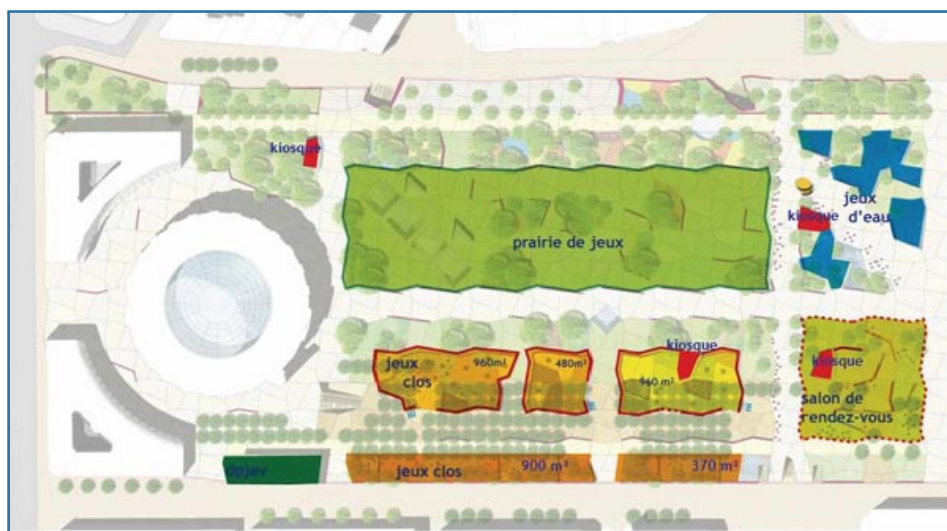 kiosque
prairie de jeux
jeux
d'eau
kiosque
jeux
clos
960m²
480m²
kiosque
960 m²
kiosque
salon de
rendez-vous
dpjev
jeux clos
900 m²
370 m²